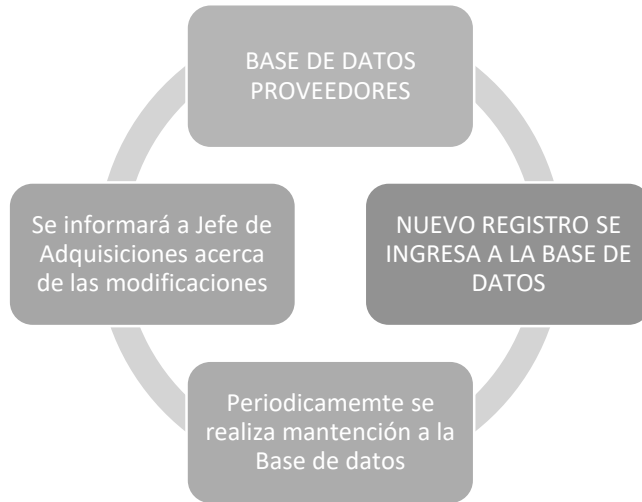 BASE DE DATOS
PROVEEDORES
NUEVO REGISTRO SE
INGRESA A LA BASE DE
DATOS
Periodicamemte se
realiza mantención a la
Base de datos
Se informará a Jefe de
Adquisiciones acerca
de las modificaciones